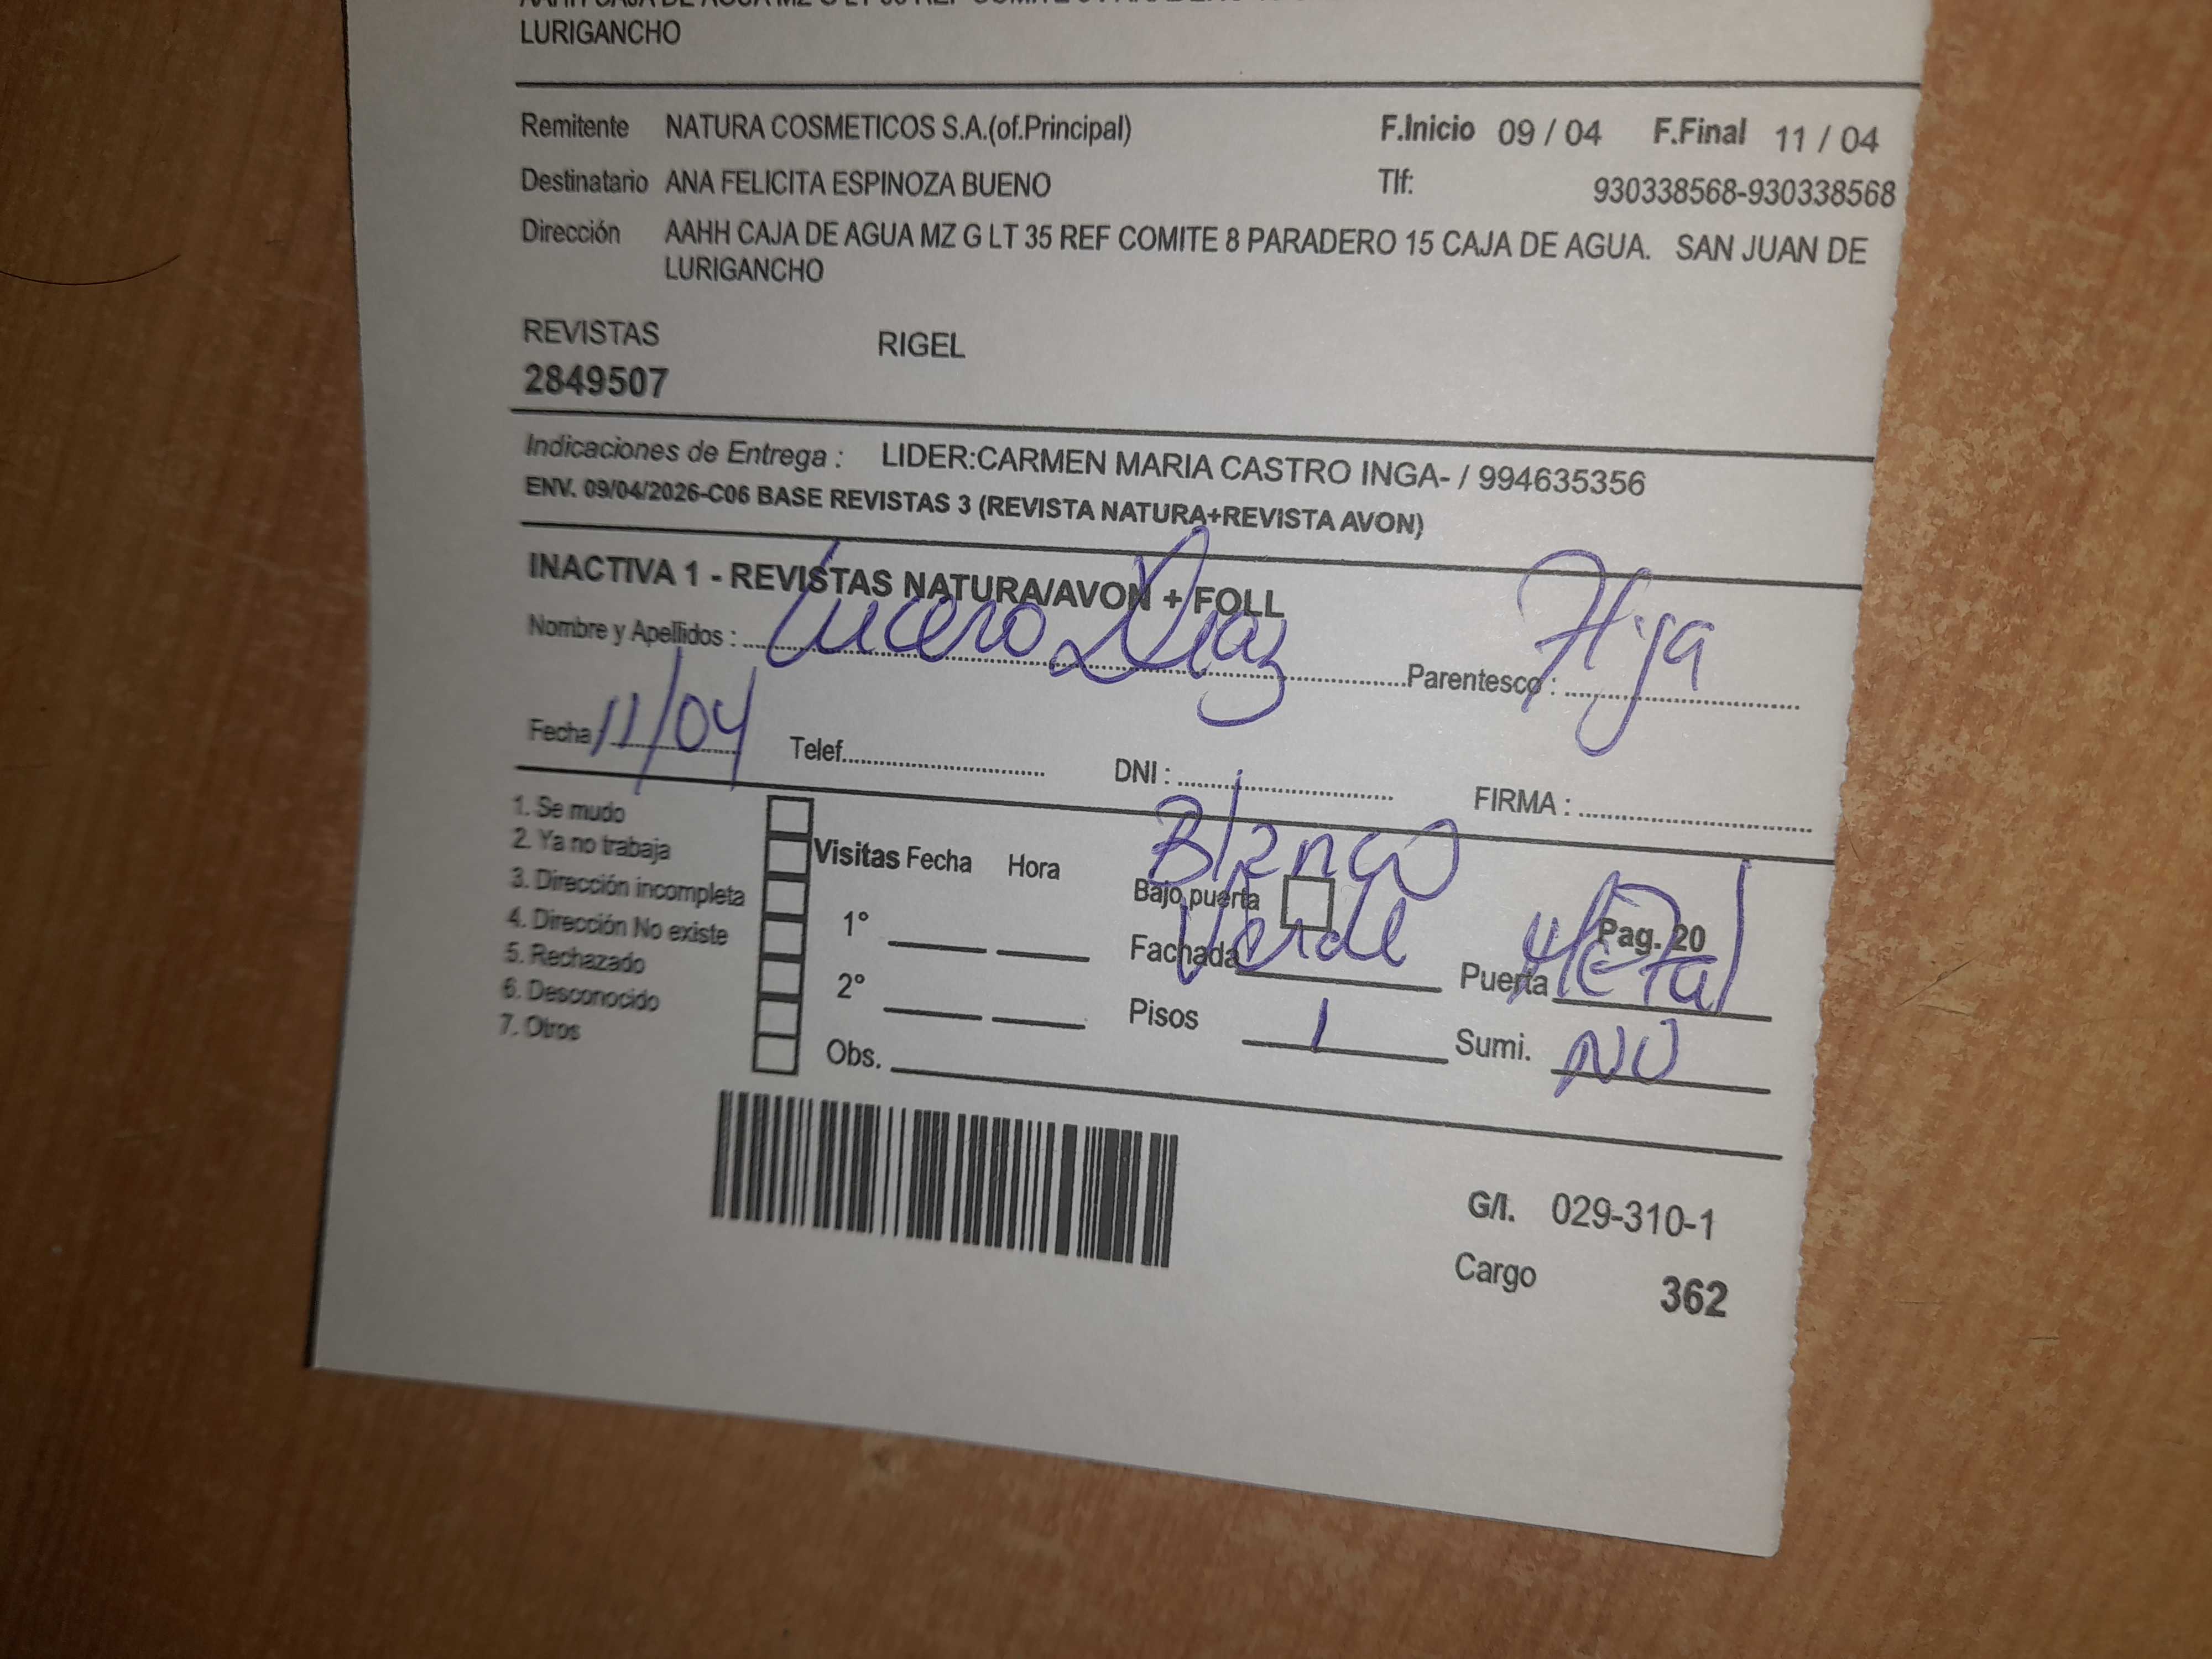 LURIGANCHO
Remitente NATURA COSMETICOS S.A.(of.Principal) F.Inicio 09 / 04 F.Final 11 / 04
Destinatario ANA FELICITA ESPINOZA BUENO Tlf: 930338568-930338568
Dirección AAHH CAJA DE AGUA MZ G LT 35 REF COMITE 8 PARADERO 15 CAJA DE AGUA. SAN JUAN DE
LURIGANCHO
REVISTAS RIGEL
2849507
Indicaciones de Entrega : LIDER:CARMEN MARIA CASTRO INGA- / 994635356
ENV. 09/04/2026-C06 BASE REVISTAS 3 (REVISTA NATURA+REVISTA AVON)
INACTIVA 1 - REVISTAS NATURA/AVON + FOLL
Nombre y Apellidos : Lucero Diaz Parentesco : Hija
Fecha 11/04 Telef. DNI : FIRMA :
1. Se mudo
2. Ya no trabaja
3. Dirección incompleta
4. Dirección No existe
5. Rechazado
6. Desconocido
7. Otros
Visitas Fecha Hora
1°
2°
Obs.
Blanco
Bajo puerta
Fachada Verde
Pag. 20
Puerta Metal
Pisos 1 Sumi. NO
G/I. 029-310-1
Cargo 362